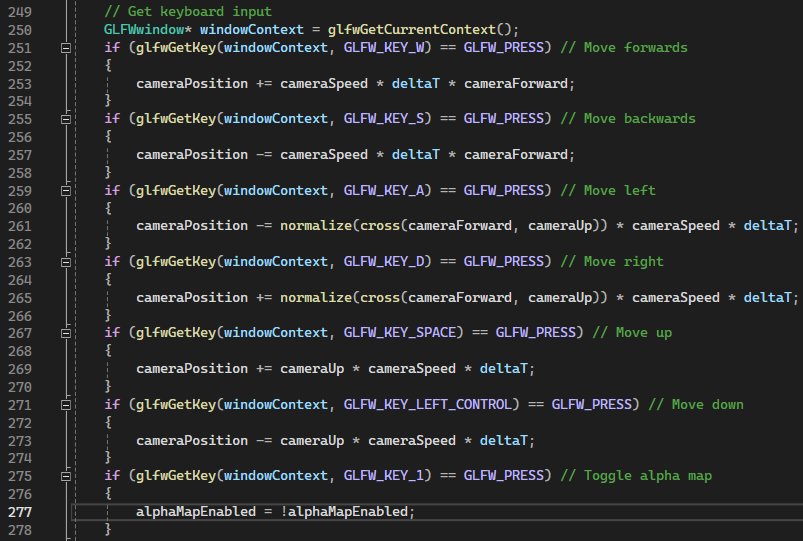 249 // Get keyboard input
250 GLFWwindow* windowContext = glfwGetCurrentContext();
251 if (glfwGetKey(windowContext, GLFW_KEY_W) == GLFW_PRESS) // Move forwards
252 {
253 cameraPosition += cameraSpeed * deltaT * cameraForward;
254 }
255 if (glfwGetKey(windowContext, GLFW_KEY_S) == GLFW_PRESS) // Move backwards
256 {
257 cameraPosition -= cameraSpeed * deltaT * cameraForward;
258 }
259 if (glfwGetKey(windowContext, GLFW_KEY_A) == GLFW_PRESS) // Move left
260 {
261 cameraPosition -= normalize(cross(cameraForward, cameraUp)) * cameraSpeed * deltaT;
262 }
263 if (glfwGetKey(windowContext, GLFW_KEY_D) == GLFW_PRESS) // Move right
264 {
265 cameraPosition += normalize(cross(cameraForward, cameraUp)) * cameraSpeed * deltaT;
266 }
267 if (glfwGetKey(windowContext, GLFW_KEY_SPACE) == GLFW_PRESS) // Move up
268 {
269 cameraPosition += cameraUp * cameraSpeed * deltaT;
270 }
271 if (glfwGetKey(windowContext, GLFW_KEY_LEFT_CONTROL) == GLFW_PRESS) // Move down
272 {
273 cameraPosition -= cameraUp * cameraSpeed * deltaT;
274 }
275 if (glfwGetKey(windowContext, GLFW_KEY_1) == GLFW_PRESS) // Toggle alpha map
276 {
277 alphaMapEnabled = !alphaMapEnabled;
278 }